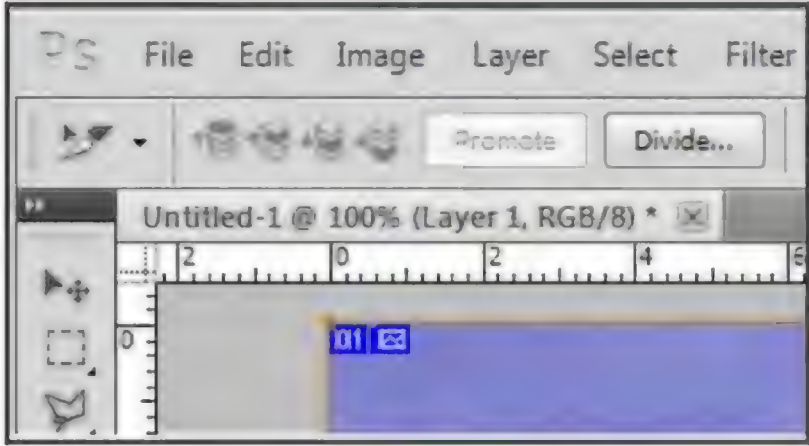 Ps File Edit Image Layer Select Filter
Promote Divide...
Untitled-1 @ 100% (Layer 1, RGB/8) *
2 0 2 4 6
0
01